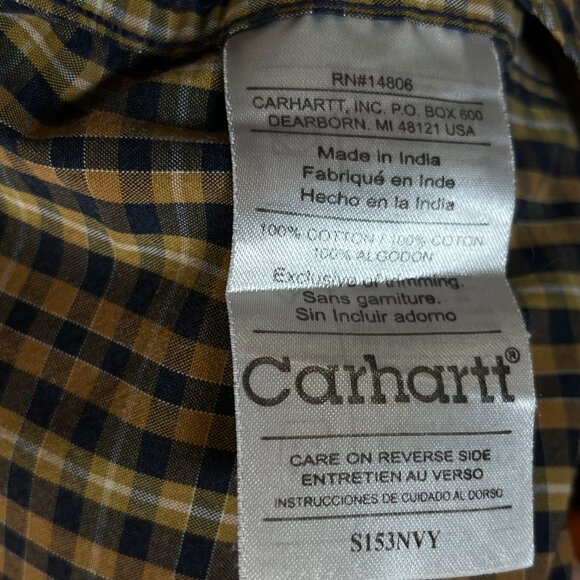 RN#14806
CARHARTT, INC. P.O. BOX 600
DEARBORN, MI 48121 USA
Made in India
Fabriqué en Inde
Hecho en la India
100% COTTON / 100% COTON
100% ALGODON
Exclusive of trimming.
Sans garniture.
Sin Incluir adorno
Carhartt®
CARE ON REVERSE SIDE
ENTRETIEN AU VERSO
INSTRUCCIONES DE CUIDADO AL DORSO
S153NVY